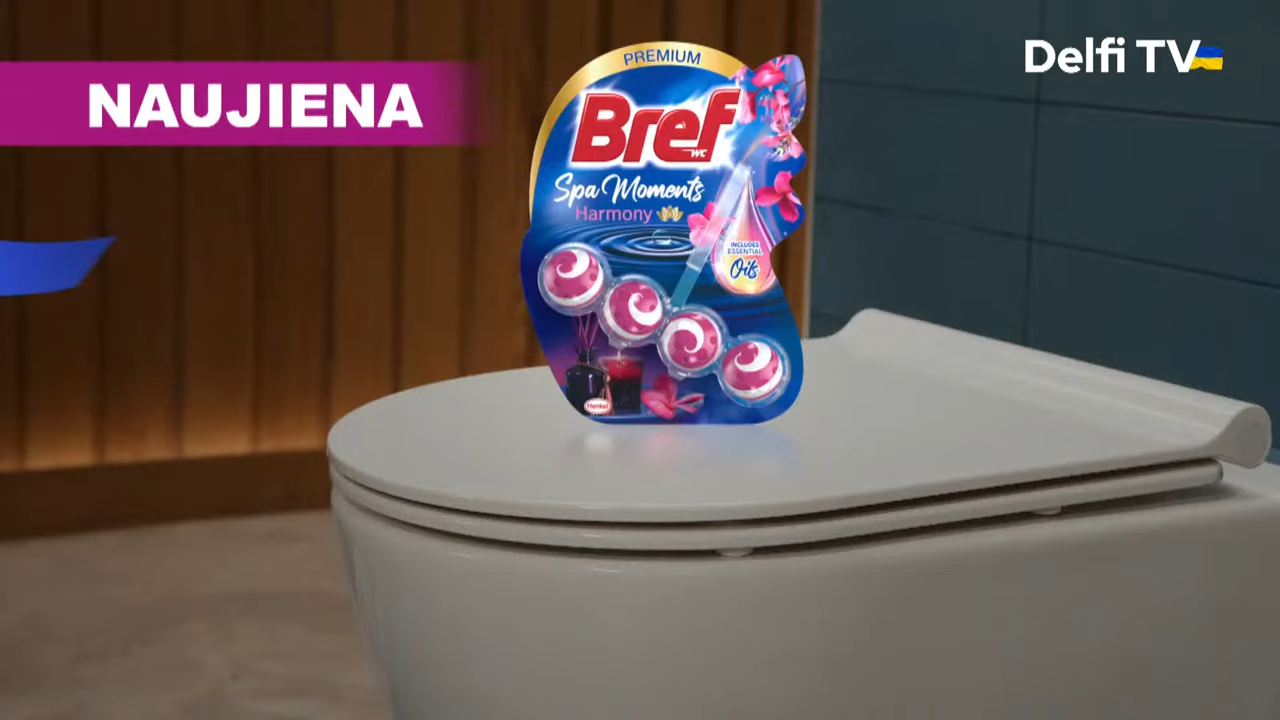 NAUJIENA
Delfi TV
PREMIUM
Bref
WC
Spa Moments
Harmony
INCLUDES
ESSENTIAL
Oils
Henkel